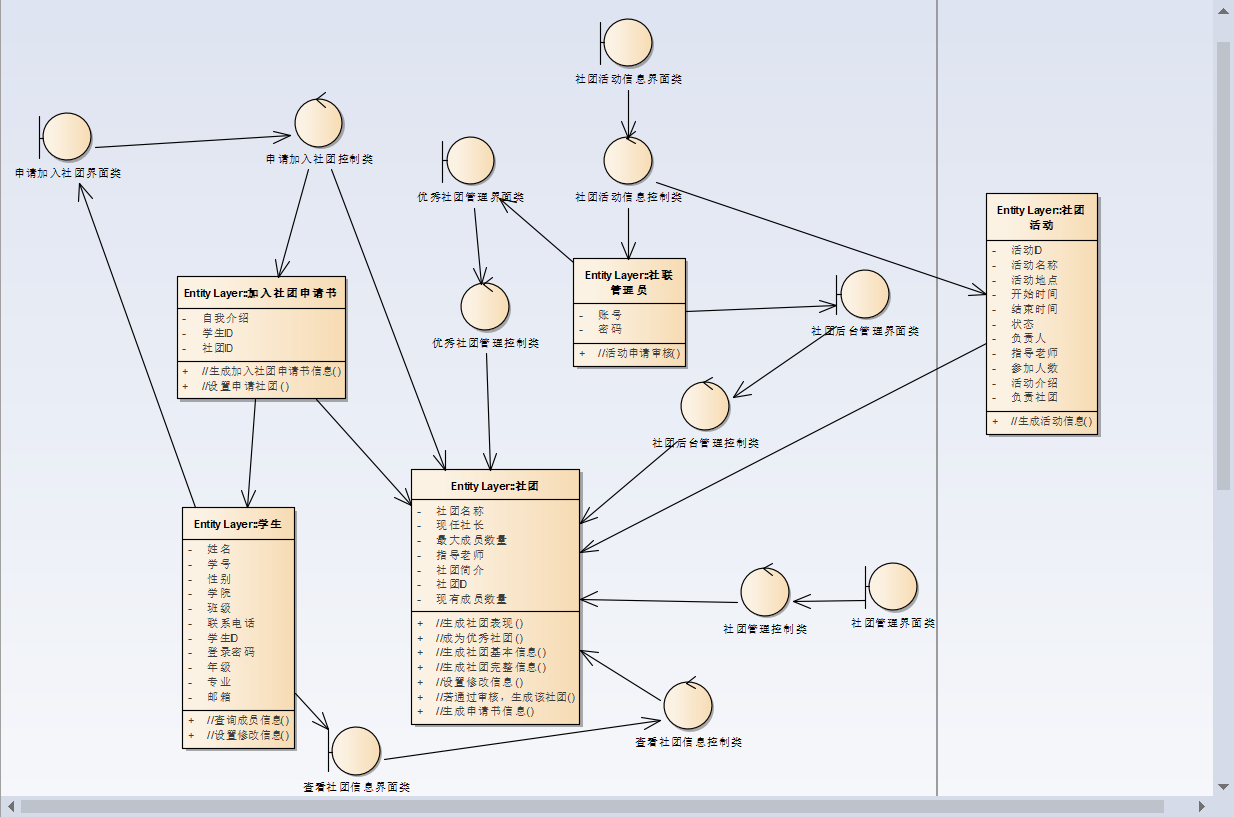 社团活动信息界面类
申请加入社团界面类
申请加入社团控制类
优秀社团管理界面类
社团活动信息控制类
Entity Layer::社团
活动
- 活动ID
- 活动名称
- 活动地点
- 开始时间
- 结束时间
- 状态
- 负责人
- 指导老师
- 参加人数
- 活动介绍
- 负责社团
+ //生成活动信息()
Entity Layer::加入社团申请书
- 自我介绍
- 学生ID
- 社团ID
+ //生成加入社团申请书信息()
+ //设置申请社团()
优秀社团管理控制类
Entity Layer::社联
管理员
- 账号
- 密码
+ //活动申请审核()
社团后台管理界面类
社团后台管理控制类
Entity Layer::学生
- 姓名
- 学号
- 性别
- 学院
- 班级
- 联系电话
- 学生ID
- 登录密码
- 年级
- 专业
- 邮箱
+ //查询成员信息()
+ //设置修改信息()
Entity Layer::社团
- 社团名称
- 现任社长
- 最大成员数量
- 指导老师
- 社团简介
- 社团ID
- 现有成员数量
+ //生成社团表现()
+ //成为优秀社团()
+ //生成社团基本信息()
+ //生成社团完整信息()
+ //设置修改信息()
+ //若通过审核，生成该社团()
+ //生成申请书信息()
社团管理控制类
社团管理界面类
查看社团信息控制类
查看社团信息界面类